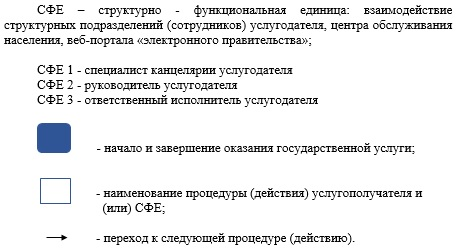 СФЕ – структурно - функциональная единица: взаимодействие
структурных подразделений (сотрудников) услугодателя, центра обслуживания
населения, веб-портала «электронного правительства»;
СФЕ 1 - специалист канцелярии услугодателя
СФЕ 2 - руководитель услугодателя
СФЕ 3 - ответственный исполнитель услугодателя
- начало и завершение оказания государственной услуги;
- наименование процедуры (действия) услугополучателя и
(или) СФЕ;
- переход к следующей процедуре (действию).